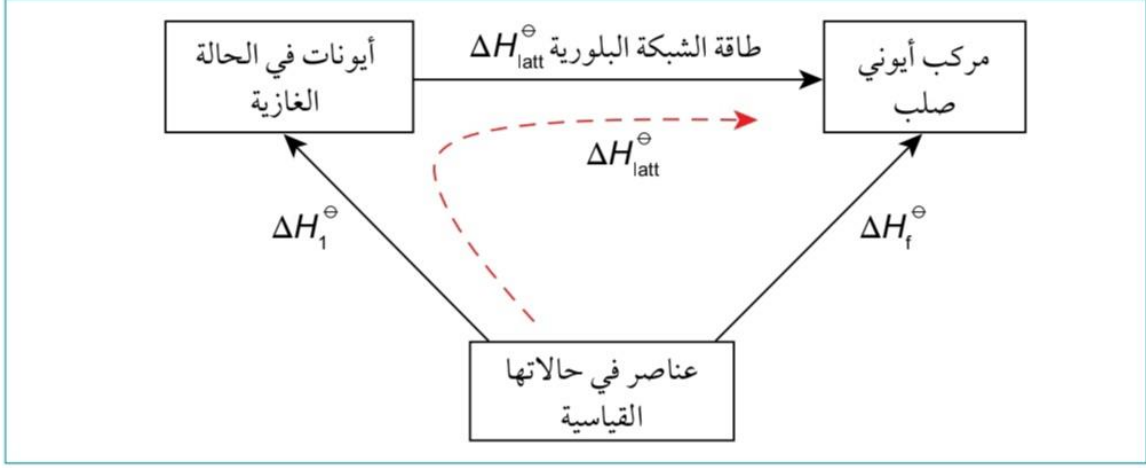 أيونات في الحالة
الغازية
طاقة الشبكة البلورية ΔH⦵latt
مركب أيوني
صلب
ΔH⦵latt
ΔH⦵1
ΔH⦵f
عناصر في حالاتها
القياسية